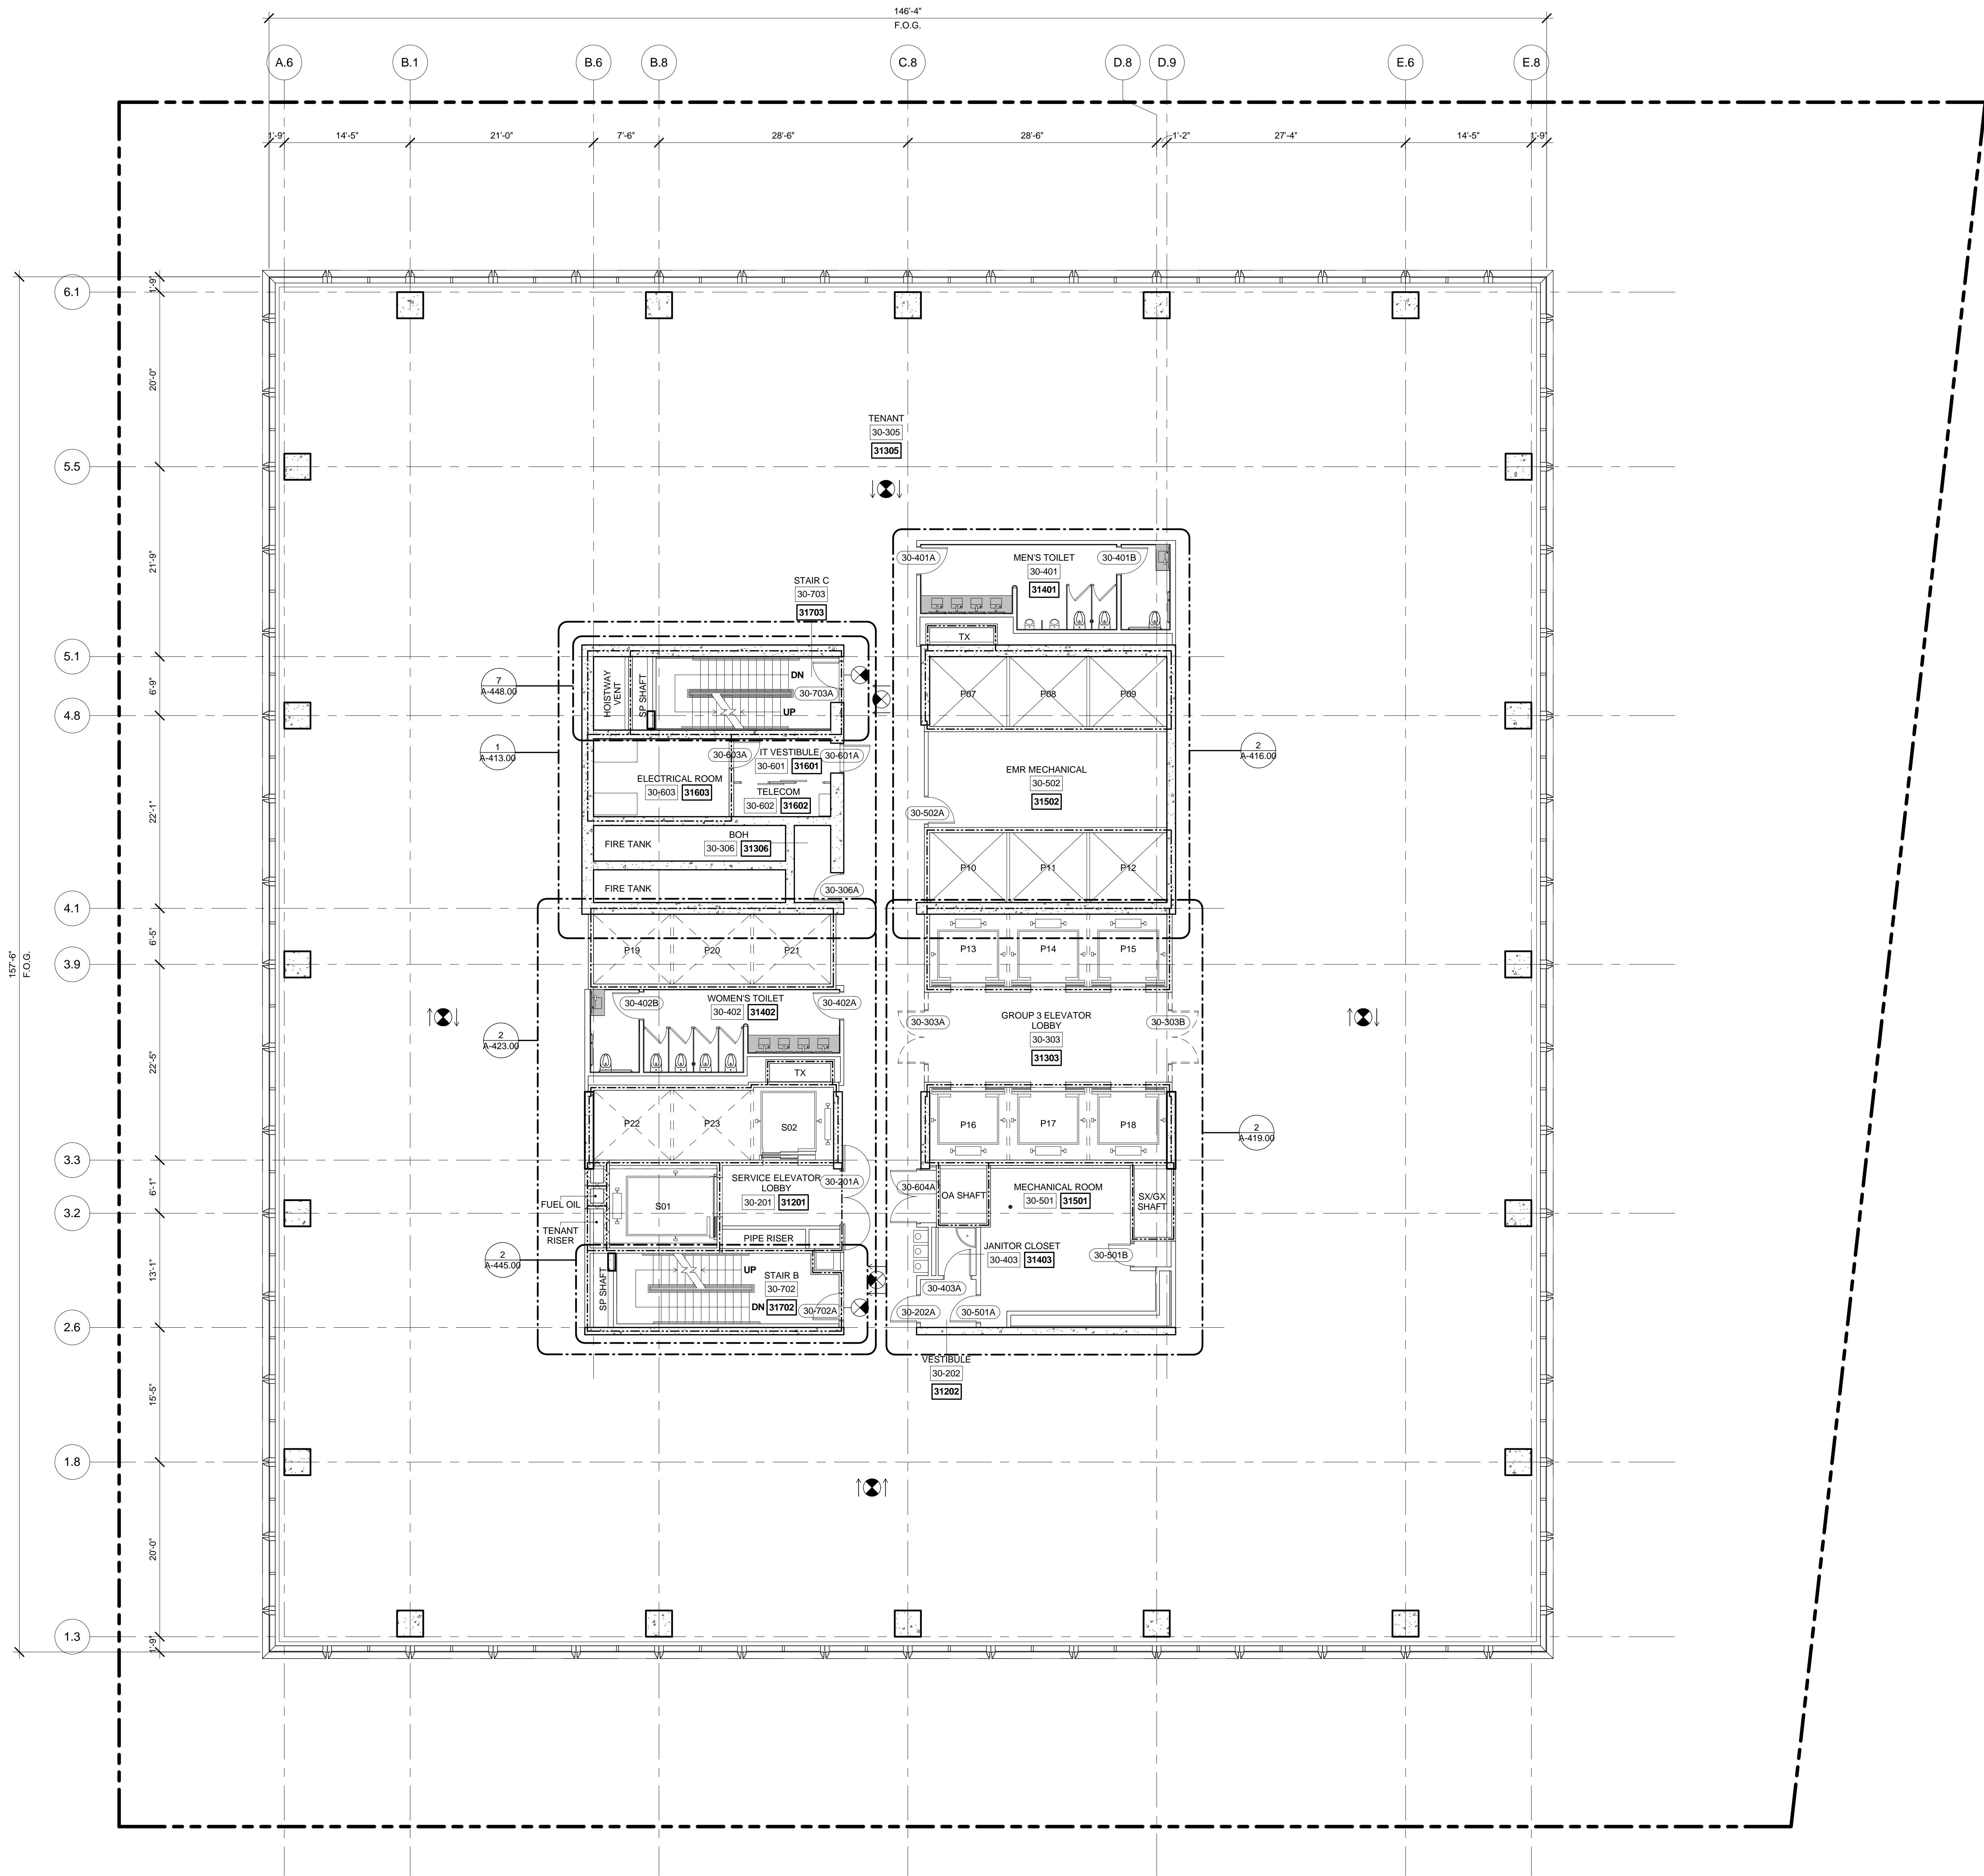 146'-4"
F.O.G.
A.6
B.1
B.6
B.8
C.8
D.8
D.9
E.6
E.8
1'-9"
14'-5"
21'-0"
7'-6"
28'-6"
28'-6"
1'-2"
27'-4"
14'-5"
1'-9"
6.1
5.5
5.1
4.8
4.1
3.9
3.3
3.2
2.6
1.8
1.3
157'-6"
F.O.G.
1'-9"
20'-0"
21'-9"
6'-9"
22'-1"
6'-5"
22'-5"
6'-1"
13'-1"
15'-5"
20'-0"
1'-9"
TENANT
30-305
31305
30-401A
MEN'S TOILET
30-401
31401
30-401B
TX
STAIR C
30-703
31703
7
A-448.00
HOISTWAY
VENT
SP SHAFT
DN
30-703A
UP
P07
P08
P09
1
A-413.00
30-603A
IT VESTIBULE
30-601
31601
30-601A
ELECTRICAL ROOM
30-603
31603
TELECOM
30-602
31602
EMR MECHANICAL
30-502
31502
30-502A
2
A-416.00
FIRE TANK
BOH
30-306
31306
FIRE TANK
30-306A
P10
P11
P12
P19
P20
P21
P13
P14
P15
30-402B
WOMEN'S TOILET
30-402
31402
30-402A
2
A-423.00
30-303A
GROUP 3 ELEVATOR
LOBBY
30-303
31303
30-303B
TX
P22
P23
S02
P16
P17
P18
2
A-419.00
FUEL OIL
TENANT
RISER
S01
SERVICE ELEVATOR
LOBBY
30-201
31201
30-201A
PIPE RISER
30-604A
OA SHAFT
MECHANICAL ROOM
30-501
31501
SX/GX
SHAFT
2
A-445.00
SP SHAFT
UP
STAIR B
30-702
DN
31702
30-702A
JANITOR CLOSET
30-403
31403
30-501B
30-403A
30-202A
30-501A
VESTIBULE
30-202
31202